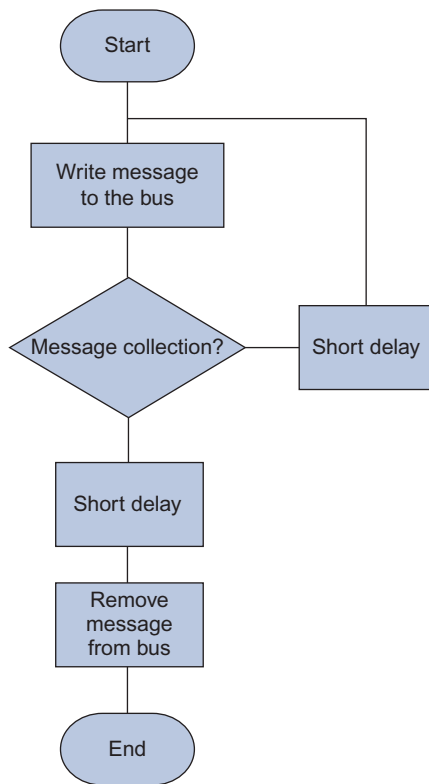 Start
Write message
to the bus
Message collection?
Short delay
Short delay
Remove
message
from bus
End